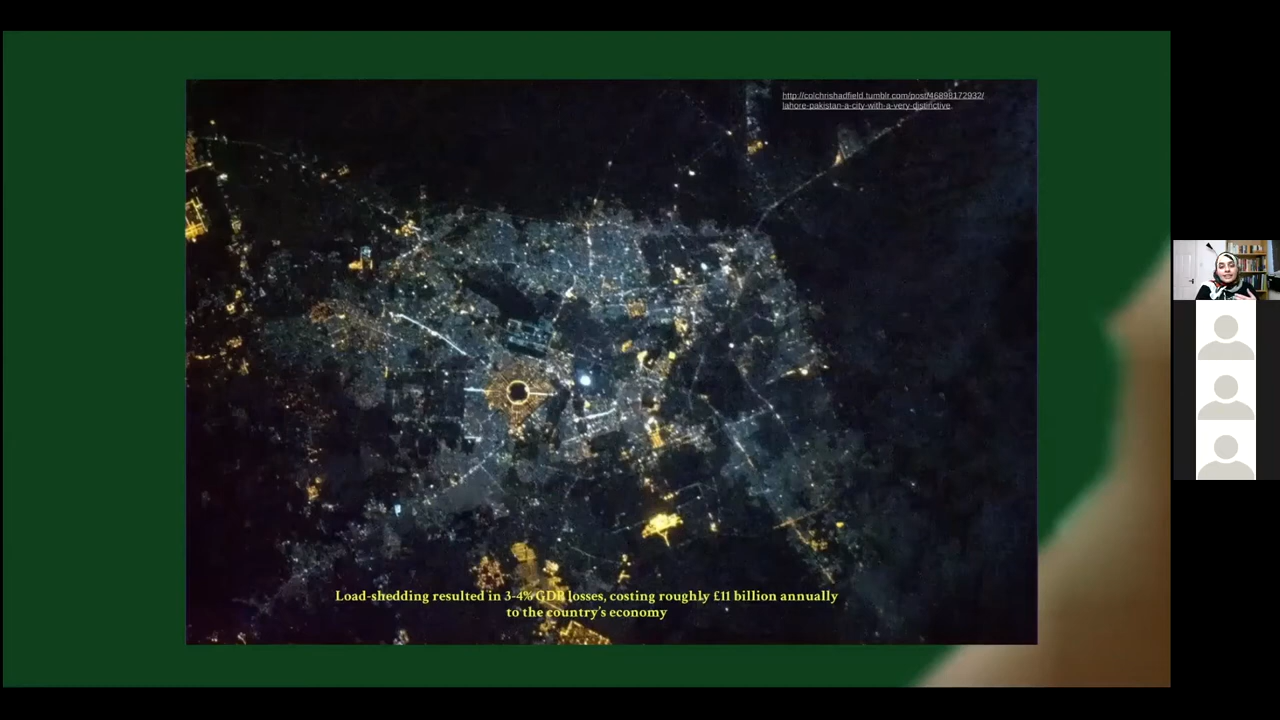 http://colchrishadfield.tumblr.com/post/46898172932/
lahore-pakistan-a-city-with-a-very-distinctive
Load-shedding resulted in 3-4% GDP losses, costing roughly £11 billion annually
to the country's economy